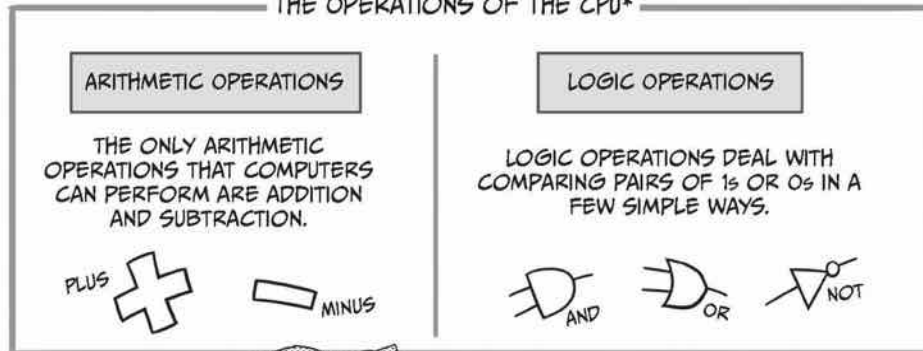 THE OPERATIONS OF THE CPU*
ARITHMETIC OPERATIONS
THE ONLY ARITHMETIC
OPERATIONS THAT COMPUTERS
CAN PERFORM ARE ADDITION
AND SUBTRACTION.
PLUS
MINUS
LOGIC OPERATIONS
LOGIC OPERATIONS DEAL WITH
COMPARING PAIRS OF 1s OR 0s IN A
FEW SIMPLE WAYS.
AND
OR
NOT